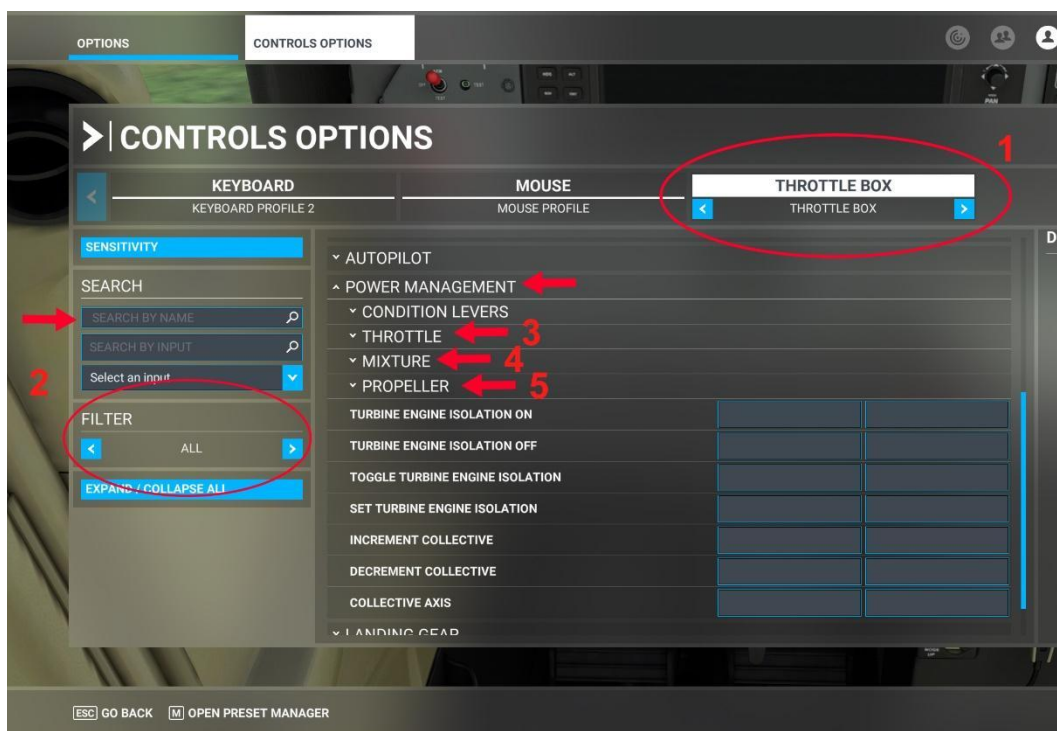 OPTIONS
CONTROLS OPTIONS
CONTROLS OPTIONS
1
KEYBOARD
KEYBOARD PROFILE 2
MOUSE
MOUSE PROFILE
THROTTLE BOX
THROTTLE BOX
SENSITIVITY
SEARCH
SEARCH BY NAME
SEARCH BY INPUT
Select an input
2
FILTER
ALL
EXPAND / COLLAPSE ALL
AUTOPILOT
POWER MANAGEMENT
CONDITION LEVERS
THROTTLE 3
MIXTURE 4
PROPELLER 5
TURBINE ENGINE ISOLATION ON
TURBINE ENGINE ISOLATION OFF
TOGGLE TURBINE ENGINE ISOLATION
SET TURBINE ENGINE ISOLATION
INCREMENT COLLECTIVE
DECREMENT COLLECTIVE
COLLECTIVE AXIS
LANDING GEAR
D
ESC GO BACK M OPEN PRESET MANAGER